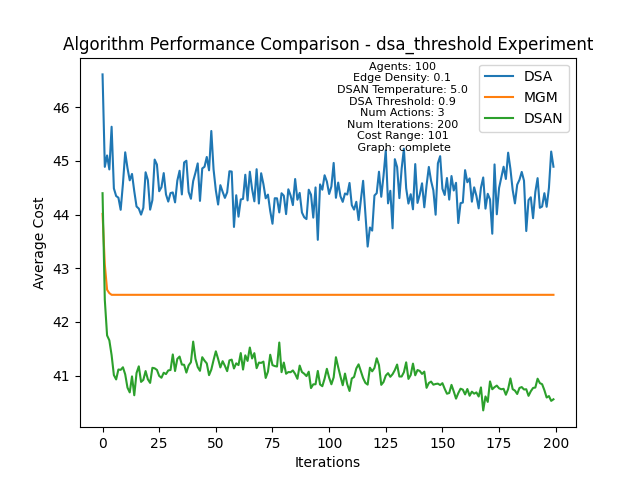 Algorithm Performance Comparison - dsa_threshold Experiment
Agents: 100
Edge Density: 0.1
DSAN Temperature: 5.0
DSA Threshold: 0.9
Num Actions: 3
Num Iterations: 200
Cost Range: 101
Graph: complete
DSA
MGM
DSAN
Average Cost
46
45
44
43
42
41
0 25 50 75 100 125 150 175 200
Iterations